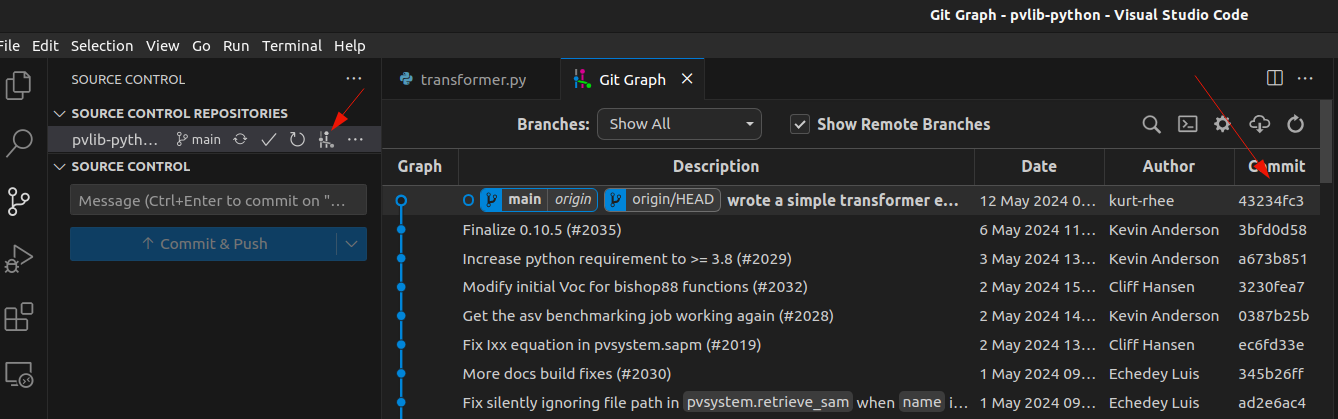 Git Graph - pvlib-python - Visual Studio Code
File Edit Selection View Go Run Terminal Help
SOURCE CONTROL ...
SOURCE CONTROL REPOSITORIES
pvlib-pyth... main ...
SOURCE CONTROL
Message (Ctrl+Enter to commit on "...
Commit & Push
transformer.py Git Graph ...
Branches: Show All Show Remote Branches
Graph Description Date Author Commit
main origin origin/HEAD wrote a simple transformer e... 12 May 2024 0... kurt-rhee 43234fc3
Finalize 0.10.5 (#2035) 6 May 2024 11... Kevin Anderson 3bfd0d58
Increase python requirement to >= 3.8 (#2029) 3 May 2024 13... Kevin Anderson a673b851
Modify initial Voc for bishop88 functions (#2032) 2 May 2024 15... Cliff Hansen 3230fea7
Get the asv benchmarking job working again (#2028) 2 May 2024 14... Kevin Anderson 0387b25b
Fix Ixx equation in pvsystem.sapm (#2019) 2 May 2024 13... Cliff Hansen ec6fd33e
More docs build fixes (#2030) 1 May 2024 09... Echedey Luis 345b26ff
Fix silently ignoring file path in pvsystem.retrieve_sam when name i... 1 May 2024 09... Echedey Luis ad2e6ac4